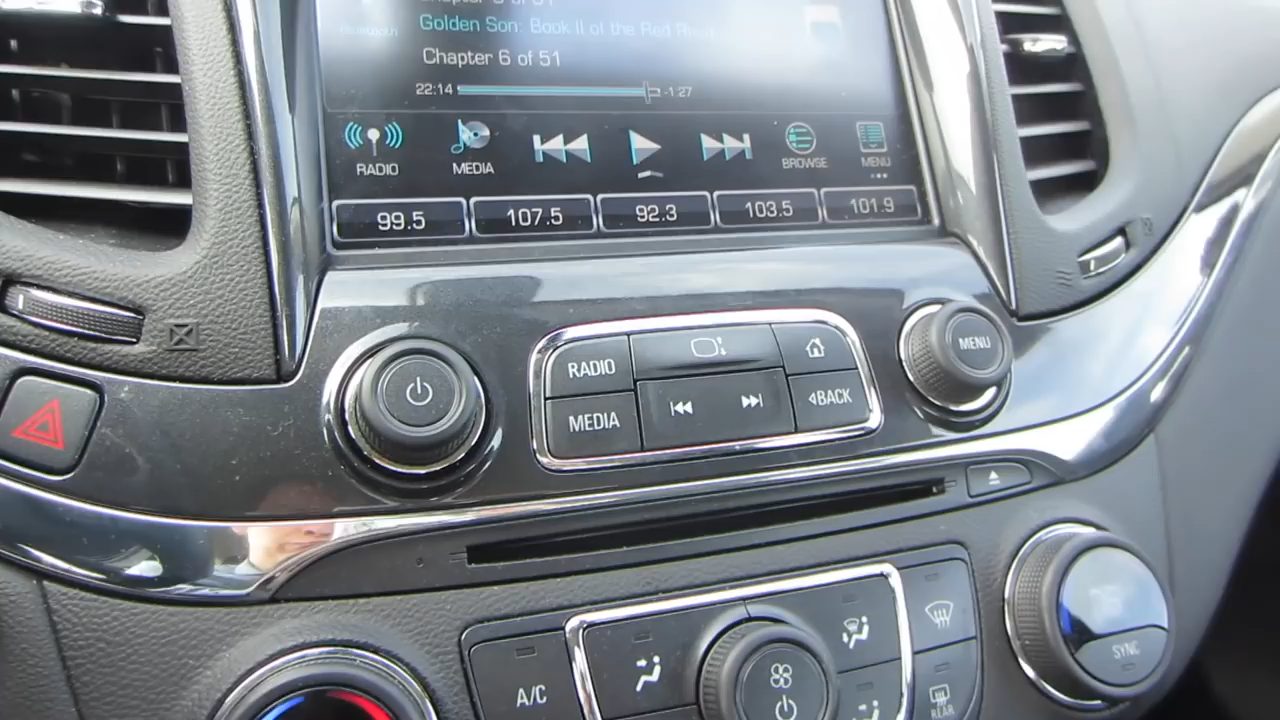 Golden Son: Book II of the Red
Chapter 6 of 51
22:14 -1:27
RADIO MEDIA BROWSE MENU
99.5 107.5 92.3 103.5 101.9
RADIO
MEDIA
BACK
MENU
A/C
SYNC
REAR